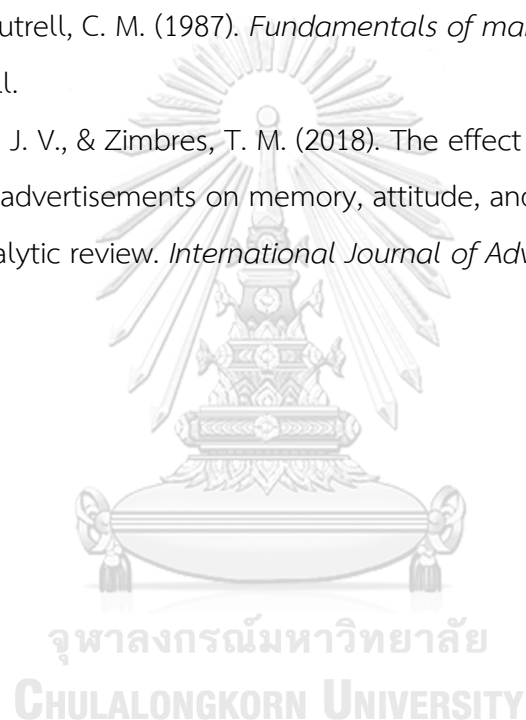 utrell, C. M. (1987). Fundamentals of mar
ll.
J. V., & Zimbres, T. M. (2018). The effect
advertisements on memory, attitude, and
alytic review. International Journal of Adv
จุฬาลงกรณ์มหาวิทยาลัย
CHULALONGKORN UNIVERSITY